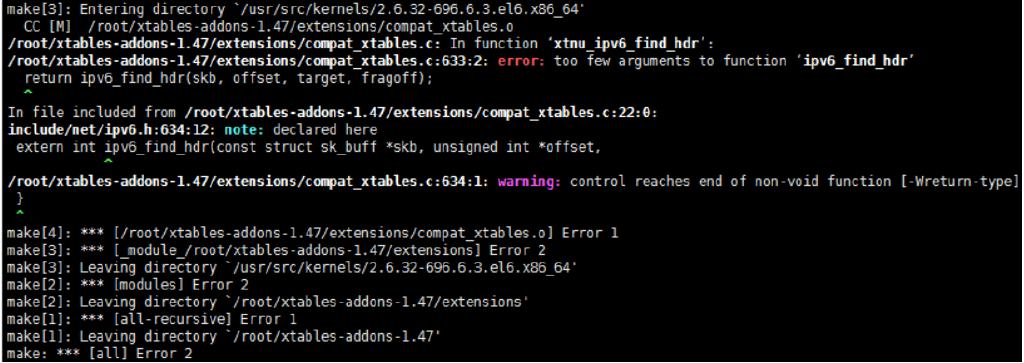 make[3]: Entering directory `/usr/src/kernels/2.6.32-696.6.3.el6.x86_64'
CC [M] /root/xtables-addons-1.47/extensions/compat_xtables.o
/root/xtables-addons-1.47/extensions/compat_xtables.c: In function ‘xtnu_ipv6_find_hdr’:
/root/xtables-addons-1.47/extensions/compat_xtables.c:633:2: error: too few arguments to function ‘ipv6_find_hdr’
return ipv6_find_hdr(skb, offset, target, fragoff);
^
In file included from /root/xtables-addons-1.47/extensions/compat_xtables.c:22:0:
include/net/ipv6.h:634:12: note: declared here
extern int ipv6_find_hdr(const struct sk_buff *skb, unsigned int *offset,
^
/root/xtables-addons-1.47/extensions/compat_xtables.c:634:1: warning: control reaches end of non-void function [-Wreturn-type]
}
^
make[4]: *** [/root/xtables-addons-1.47/extensions/compat_xtables.o] Error 1
make[3]: *** [_module_/root/xtables-addons-1.47/extensions] Error 2
make[3]: Leaving directory `/usr/src/kernels/2.6.32-696.6.3.el6.x86_64'
make[2]: *** [modules] Error 2
make[2]: Leaving directory `/root/xtables-addons-1.47/extensions'
make[1]: *** [all-recursive] Error 1
make[1]: Leaving directory `/root/xtables-addons-1.47'
make: *** [all] Error 2